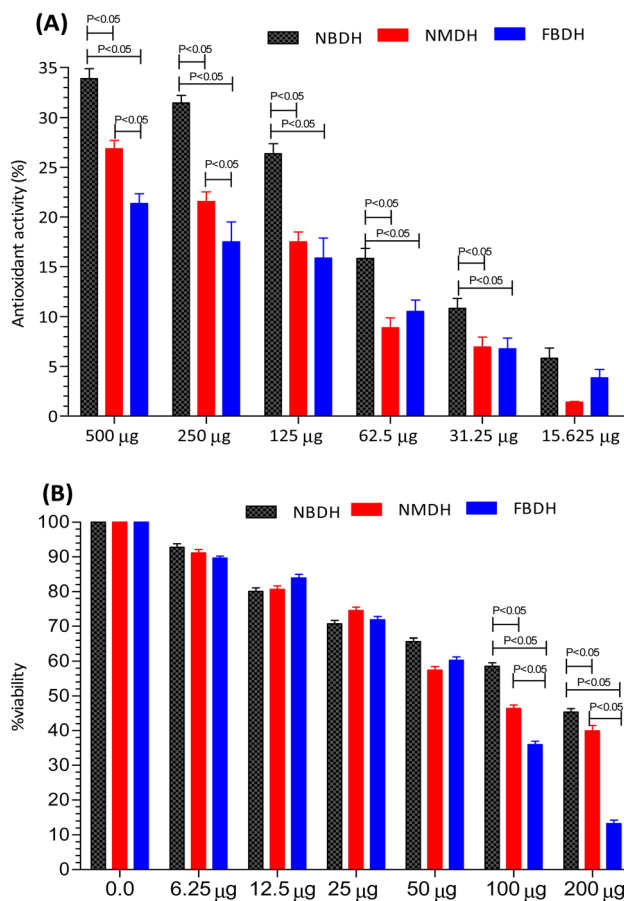 (A)
NBDH NMDH FBDH
P<0.05 P<0.05
P<0.05 P<0.05
35
P<0.05
30
P<0.05
P<0.05
25
P<0.05
20
P<0.05
P<0.05
15
P<0.05
P<0.05
10
5
0
Antioxidant activity (%)
500 µg 250 µg 125 µg 62.5 µg 31.25 µg 15.625 µg
(B)
NBDH NMDH FBDH
100
90
80
P<0.05
70
P<0.05
P<0.05
60
P<0.05
P<0.05
50
P<0.05
40
30
20
10
0
%viability
0.0 6.25 µg 12.5 µg 25 µg 50 µg 100 µg 200 µg